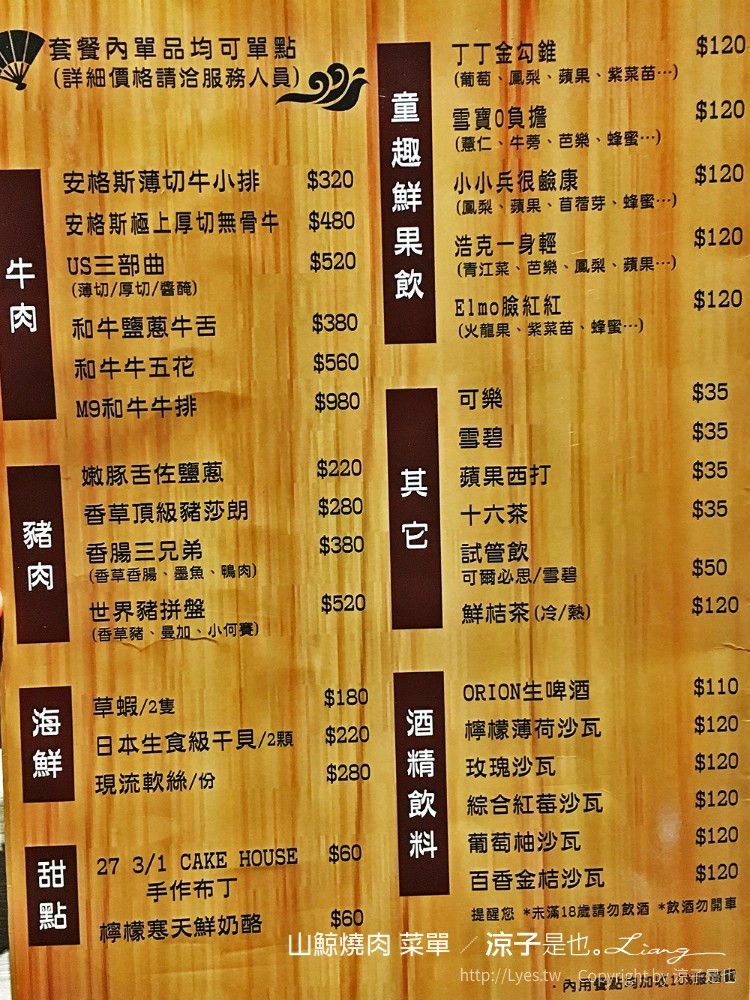 套餐內單品均可單點
(詳細價格請洽服務人員)
牛肉
安格斯薄切牛小排 $320
安格斯極上厚切無骨牛 $480
US三部曲 $520
(薄切/厚切/醬醃)
和牛鹽蔥牛舌 $380
和牛牛五花 $560
M9和牛牛排 $980
豬肉
嫩豚舌佐鹽蔥 $220
香草頂級豬莎朗 $280
香腸三兄弟 $380
(香草香腸、墨魚、鴨肉)
世界豬拼盤 $520
(香草豬、曼加、小何賽)
海鮮
草蝦/2隻 $180
日本生食級干貝/2顆 $220
現流軟絲/份 $280
甜點
27 3/1 CAKE HOUSE $60
手作布丁
檸檬寒天鮮奶酪 $60
童趣鮮果飲
丁丁金勾錐 $120
(葡萄、鳳梨、蘋果、紫菜苗…)
雪寶0負擔 $120
(薏仁、牛蒡、芭樂、蜂蜜…)
小小兵很鹼康 $120
(鳳梨、蘋果、苜蓿芽、蜂蜜…)
浩克一身輕 $120
(青江菜、芭樂、鳳梨、蘋果…)
Elmo臉紅紅 $120
(火龍果、紫菜苗、蜂蜜…)
其它
可樂 $35
雪碧 $35
蘋果西打 $35
十六茶 $35
試管飲
可爾必思/雪碧 $50
鮮桔茶(冷/熱) $120
酒精飲料
ORION生啤酒 $110
檸檬薄荷沙瓦 $120
玫瑰沙瓦 $120
綜合紅莓沙瓦 $120
葡萄柚沙瓦 $120
百香金桔沙瓦 $120
提醒您 *未滿18歲請勿飲酒 *飲酒勿開車
山鯨燒肉 菜單 ／ 涼子是也。Liang
http://Lyes.tw Copyright by 涼子是也